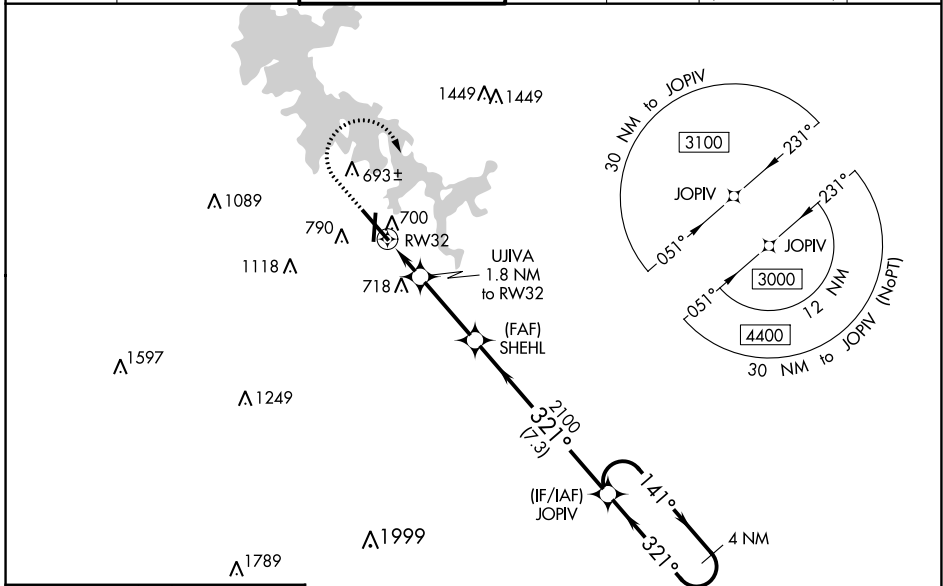 1449 1449
30 NM to JOPIV
3100
231°
JOPIV
051°
693±
1089
790
700
RW32
1118
718
UJIVA
1.8 NM
to RW32
231°
JOPIV
3000
12 NM
051°
4400
30 NM to JOPIV (NoPT)
(FAF)
SHEHL
1597
1249
2100
321°
(7.3)
(IF/IAF)
JOPIV
141°
321°
4 NM
1999
1789